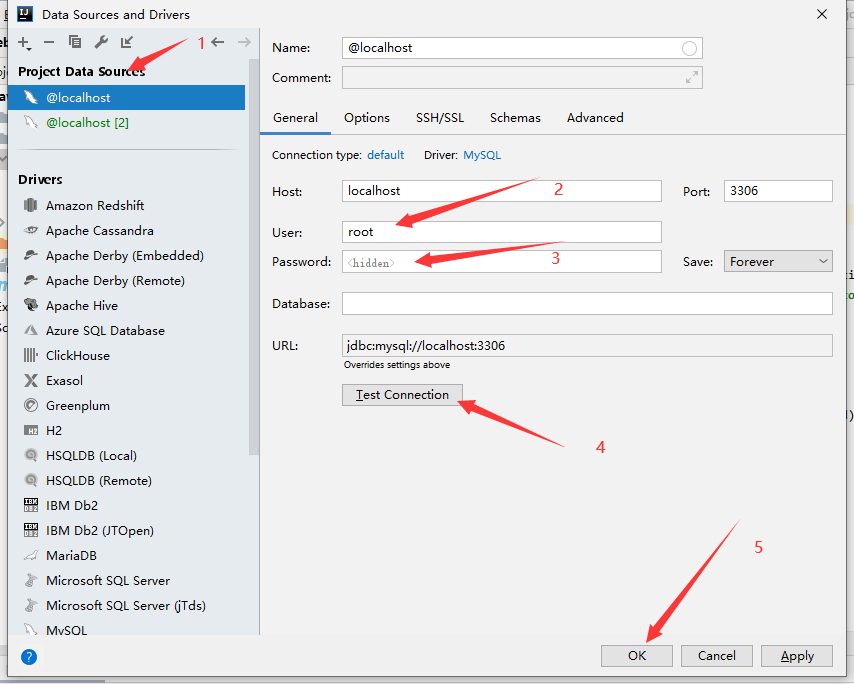 Data Sources and Drivers
1
Project Data Sources
@localhost
@localhost [2]
Drivers
Amazon Redshift
Apache Cassandra
Apache Derby (Embedded)
Apache Derby (Remote)
Apache Hive
Azure SQL Database
ClickHouse
Exasol
Greenplum
H2
HSQLDB (Local)
HSQLDB (Remote)
IBM Db2
IBM Db2 (JTOpen)
MariaDB
Microsoft SQL Server
Microsoft SQL Server (jTds)
MySQL
Name: @localhost
Comment:
General Options SSH/SSL Schemas Advanced
Connection type: default Driver: MySQL
Host: localhost 2 Port: 3306
User: root
Password: <hidden> 3 Save: Forever
Database:
URL: jdbc:mysql://localhost:3306
Overrides settings above
Test Connection
4
5
? OK Cancel Apply